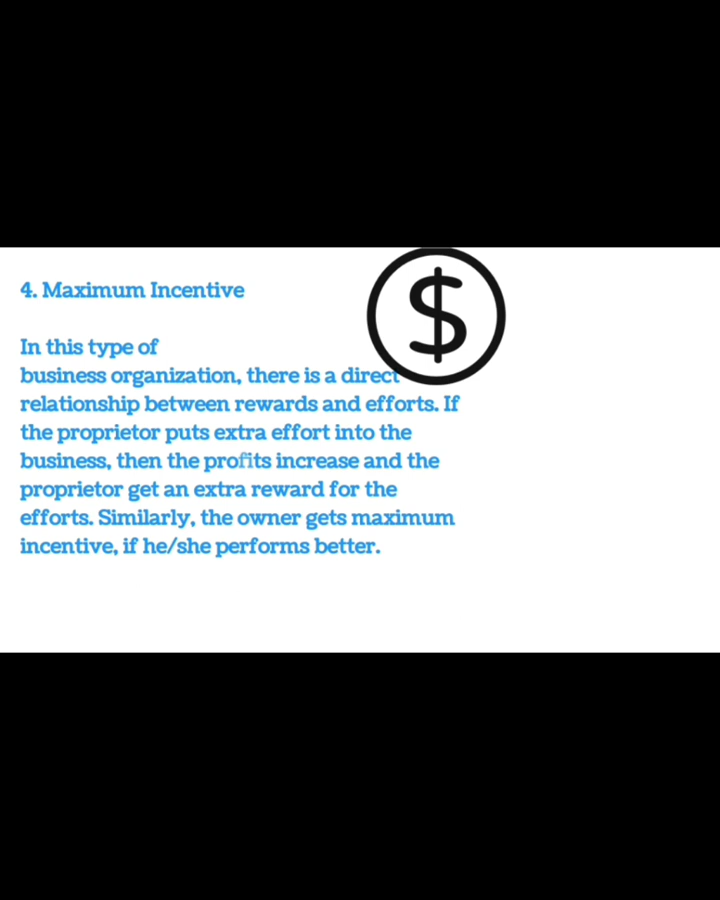 4. Maximum Incentive
In this type of
business organization, there is a direct
relationship between rewards and efforts. If
the proprietor puts extra effort into the
business, then the profits increase and the
proprietor get an extra reward for the
efforts. Similarly, the owner gets maximum
incentive, if he/she performs better.
$